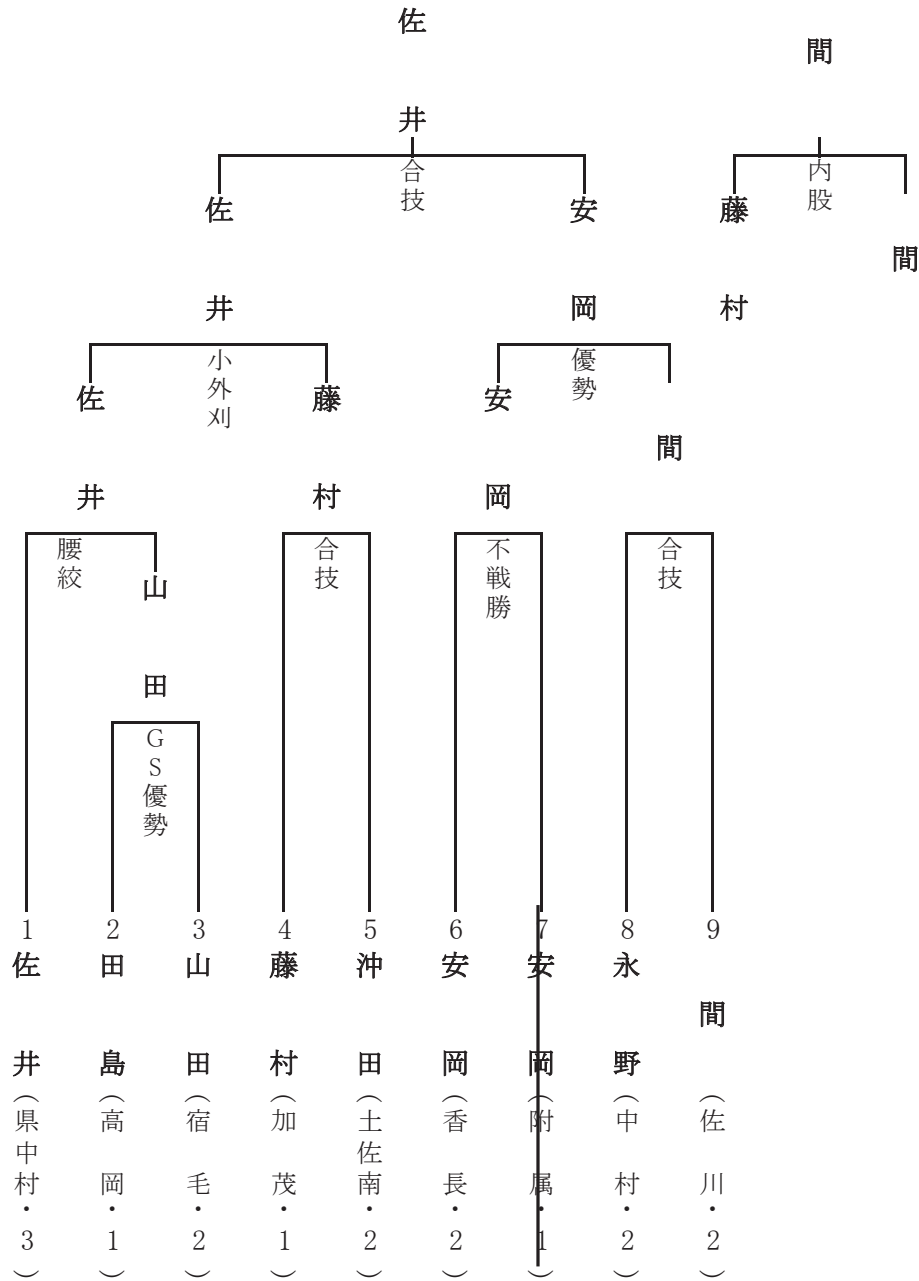 佐井
間
合技
内股
佐井
安岡
藤村
間
小外刈
優勢
佐井
藤村
安岡
間
腰絞
合技
不戦勝
合技
山田
GS優勢
1 佐井（県中村・3）
2 田島（高岡・1）
3 山田（宿毛・2）
4 藤村（加茂・1）
5 沖田（土佐南・2）
6 安岡（香長・2）
7 安岡（附属・1）
8 永野（中村・2）
9 間（佐川・2）